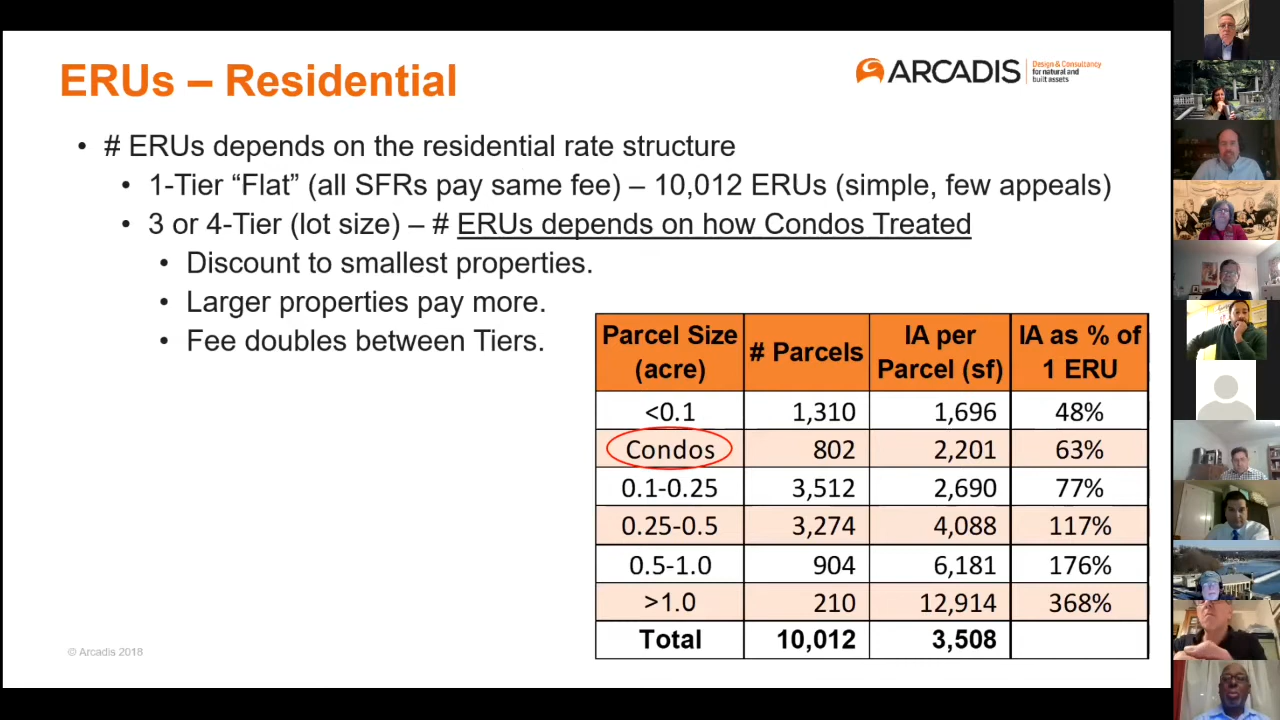 ERUs – Residential
ARCADIS
Design & Consultancy
for natural and
built assets
• # ERUs depends on the residential rate structure
• 1-Tier “Flat” (all SFRs pay same fee) – 10,012 ERUs (simple, few appeals)
• 3 or 4-Tier (lot size) – # ERUs depends on how Condos Treated
• Discount to smallest properties.
• Larger properties pay more.
• Fee doubles between Tiers.
Parcel Size (acre) # Parcels IA per Parcel (sf) IA as % of 1 ERU
<0.1 1,310 1,696 48%
Condos 802 2,201 63%
0.1-0.25 3,512 2,690 77%
0.25-0.5 3,274 4,088 117%
0.5-1.0 904 6,181 176%
>1.0 210 12,914 368%
Total 10,012 3,508
© Arcadis 2018